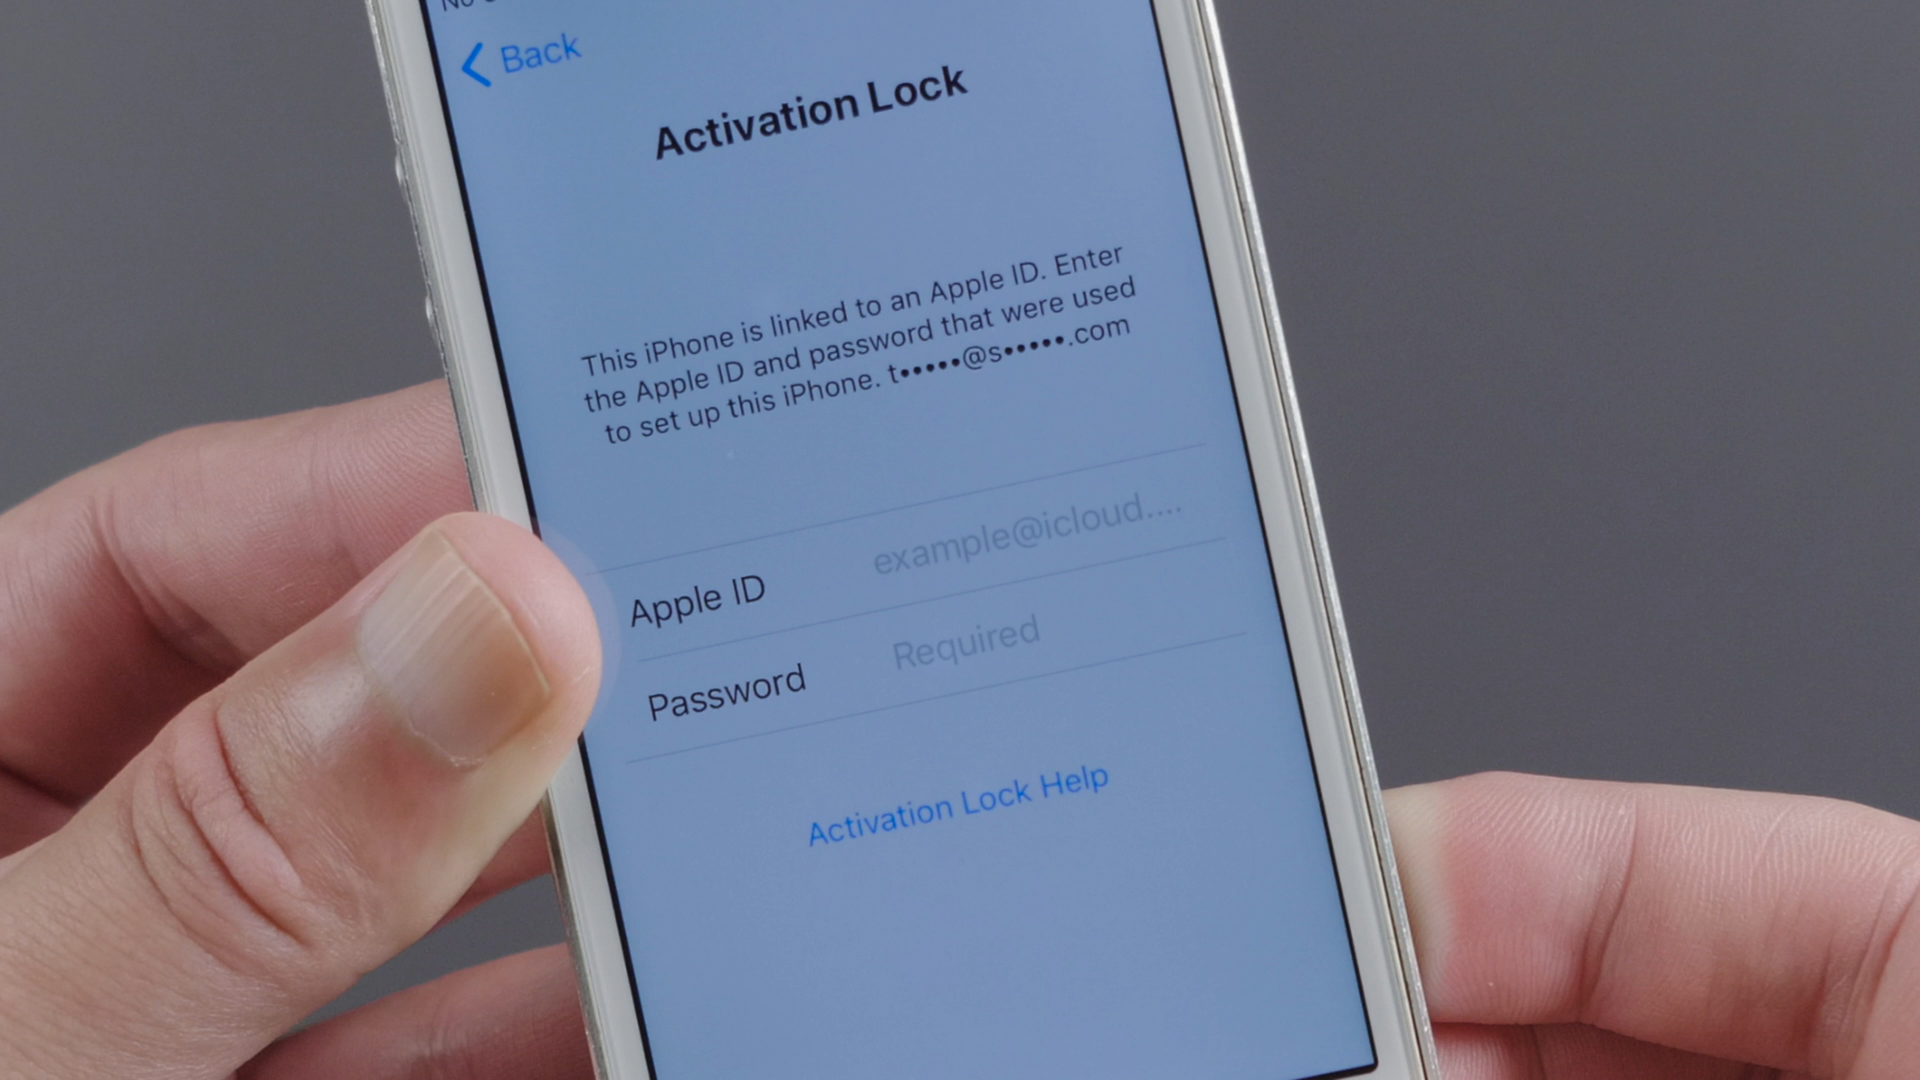 Back
Activation Lock
This iPhone is linked to an Apple ID. Enter
the Apple ID and password that were used
to set up this iPhone. t•••••@s•••••.com
Apple ID example@icloud....
Password Required
Activation Lock Help